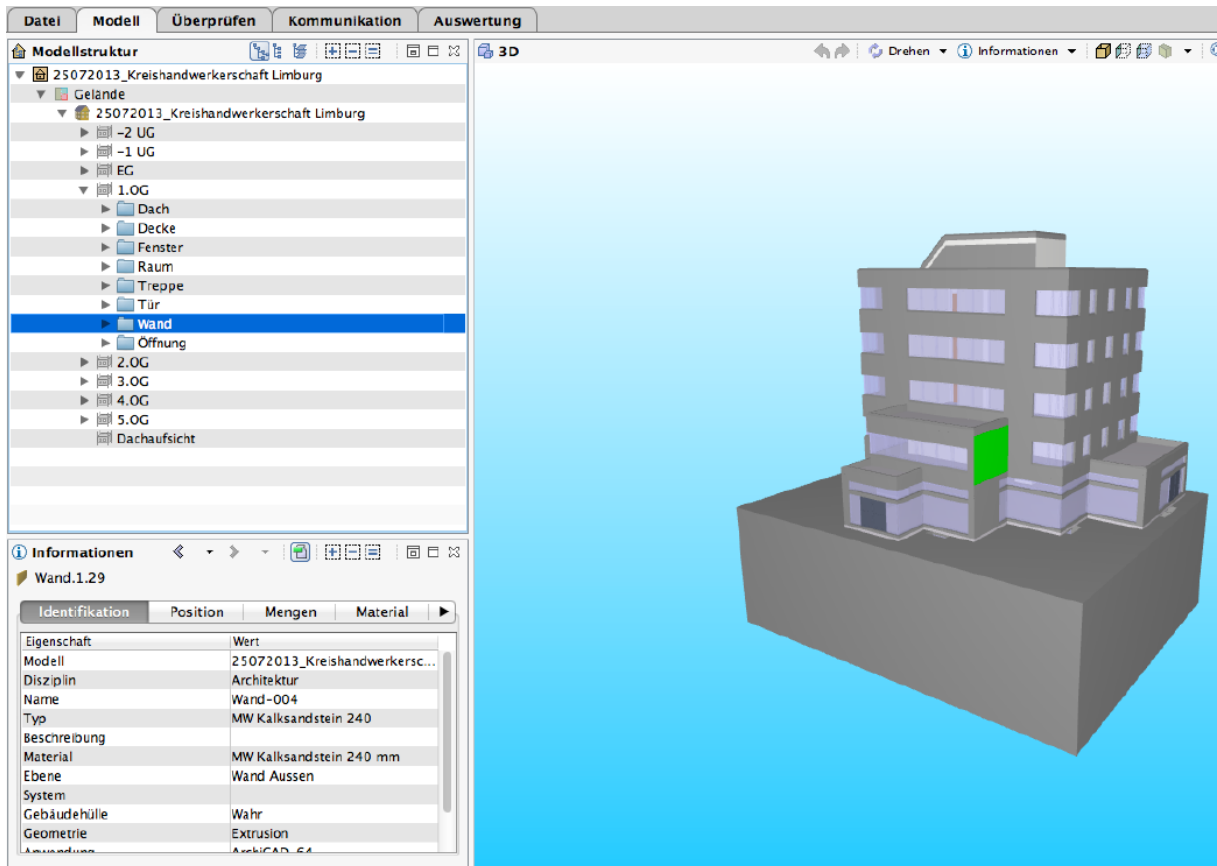 Datei Modell Überprüfen Kommunikation Auswertung
Modellstruktur
3D Drehen Informationen
25072013_Kreishandwerkerschaft Limburg
Gelände
25072013_Kreishandwerkerschaft Limburg
-2 UG
-1 UG
EG
1.OG
Dach
Decke
Fenster
Raum
Treppe
Tür
Wand
Öffnung
2.OG
3.OG
4.OG
5.OG
Dachaufsicht
Informationen
Wand.1.29
Identifikation Position Mengen Material
Eigenschaft Wert
Modell 25072013_Kreishandwerkersc...
Disziplin Architektur
Name Wand-004
Typ MW Kalksandstein 240
Beschreibung
Material MW Kalksandstein 240 mm
Ebene Wand Aussen
System
Gebäudehülle Wahr
Geometrie Extrusion
Anwendung ArchiCAD-64